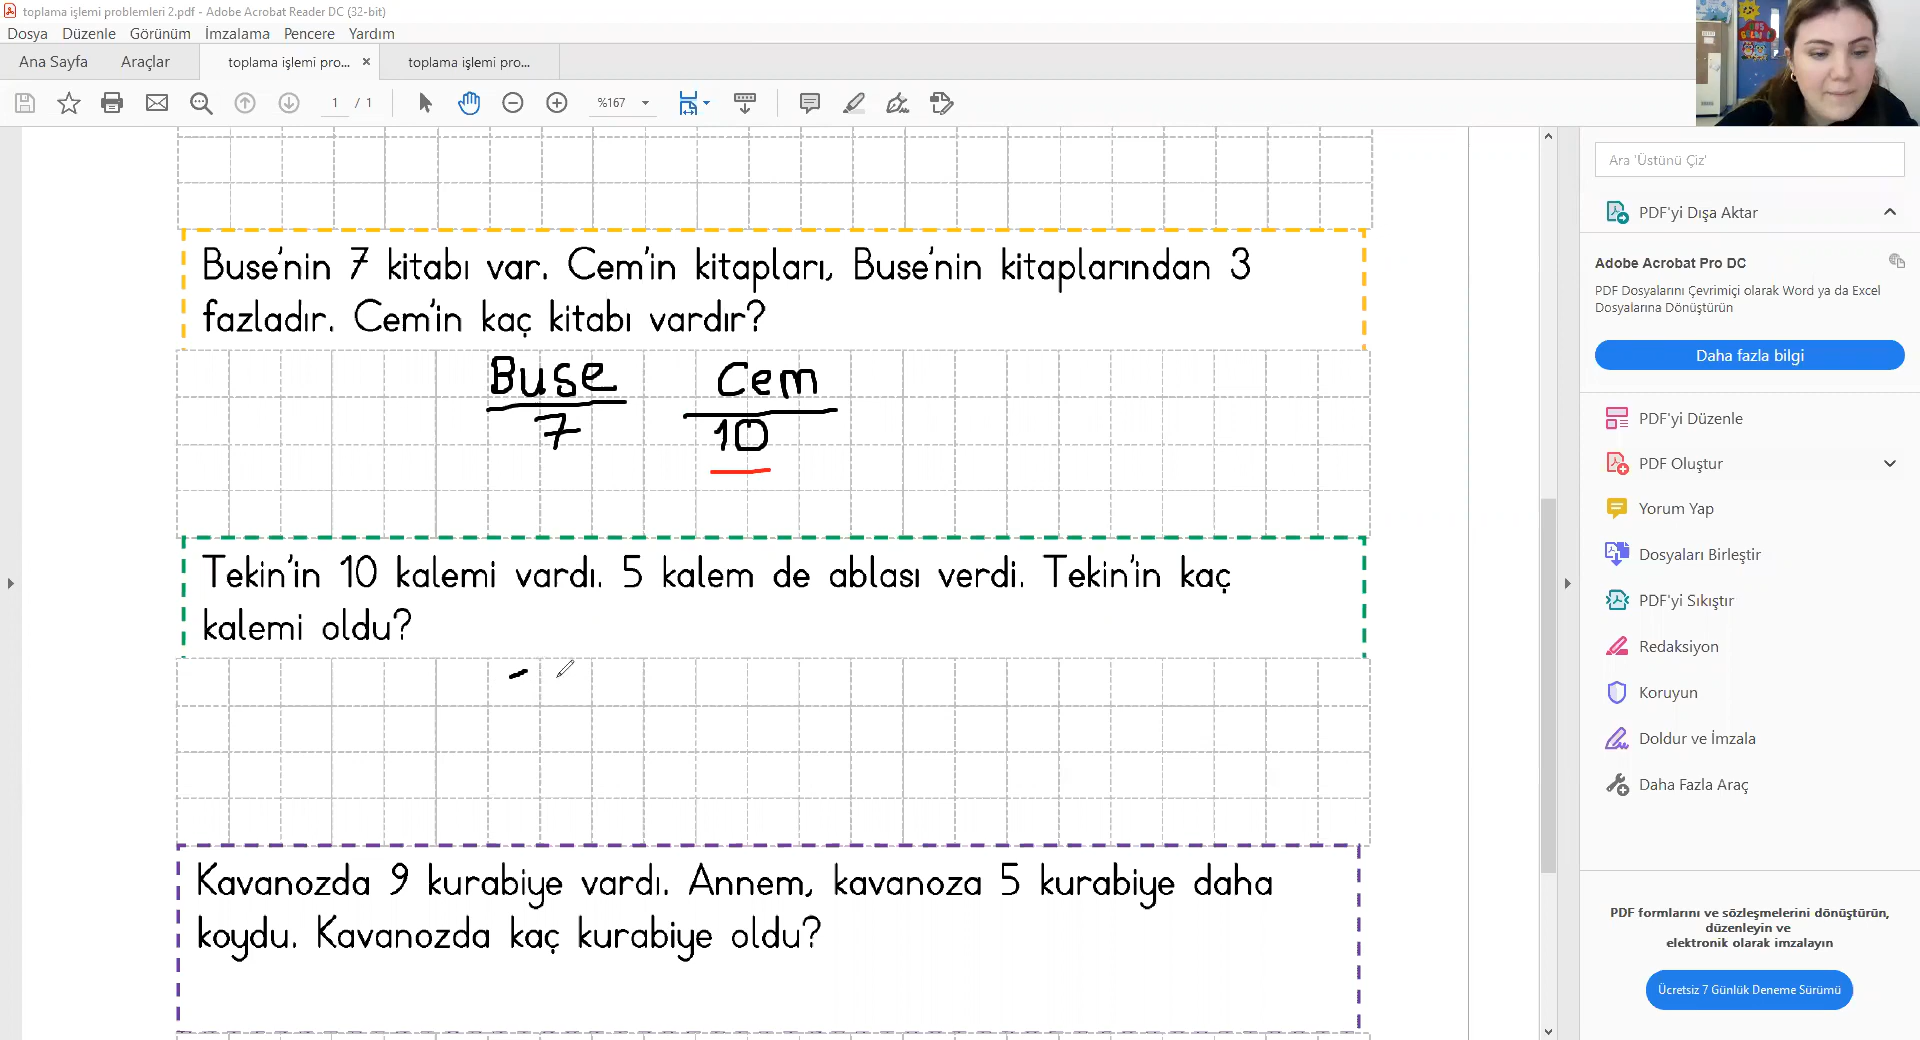 toplama işlemi problemleri 2.pdf - Adobe Acrobat Reader DC (32-bit)
Dosya Düzenle Görünüm İmzalama Pencere Yardım
Ana Sayfa Araçlar toplama işlemi pro... × toplama işlemi pro...
1 / 1 %167
Ara 'Üstünü Çiz'
PDF'yi Dışa Aktar
Adobe Acrobat Pro DC
PDF Dosyalarını Çevrimiçi olarak Word ya da Excel
Dosyalarına Dönüştürün
Daha fazla bilgi
PDF'yi Düzenle
PDF Oluştur
Yorum Yap
Dosyaları Birleştir
PDF'yi Sıkıştır
Redaksiyon
Koruyun
Doldur ve İmzala
Daha Fazla Araç
PDF formlarını ve sözleşmelerini dönüştürün,
düzenleyin ve
elektronik olarak imzalayın
Ücretsiz 7 Günlük Deneme Sürümü
Buse'nin 7 kitabı var. Cem'in kitapları, Buse'nin kitaplarından 3
fazladır. Cem'in kaç kitabı vardır?
Buse Cem
7 10
Tekin'in 10 kalemi vardı. 5 kalem de ablası verdi. Tekin'in kaç
kalemi oldu?
Kavanozda 9 kurabiye vardı. Annem, kavanoza 5 kurabiye daha
koydu. Kavanozda kaç kurabiye oldu?